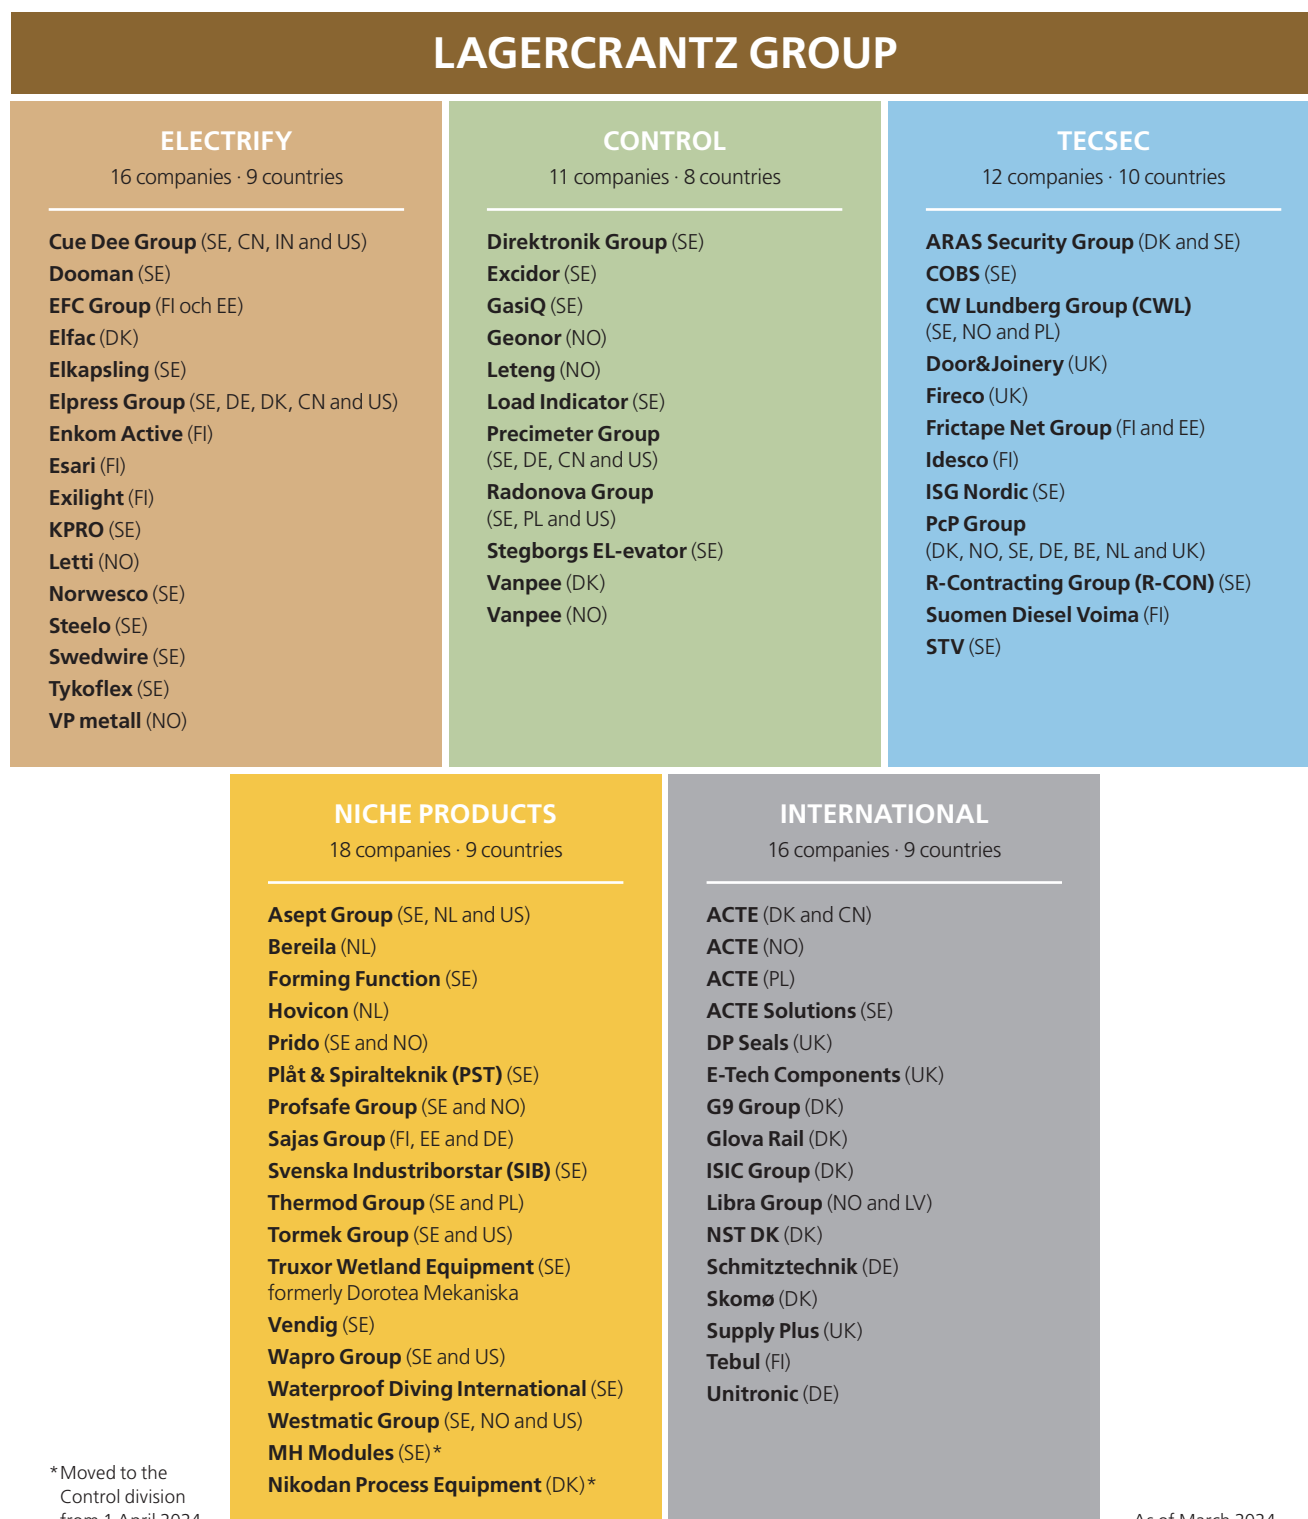 LAGERCRANTZ GROUP
ELECTRIFY
16 companies · 9 countries
Cue Dee Group (SE, CN, IN and US)
Dooman (SE)
EFC Group (FI och EE)
Elfac (DK)
Elkapsling (SE)
Elpress Group (SE, DE, DK, CN and US)
Enkom Active (FI)
Esari (FI)
Exilight (FI)
KPRO (SE)
Letti (NO)
Norwesco (SE)
Steelo (SE)
Swedwire (SE)
Tykoflex (SE)
VP metall (NO)
CONTROL
11 companies · 8 countries
Direktronik Group (SE)
Excidor (SE)
GasiQ (SE)
Geonor (NO)
Leteng (NO)
Load Indicator (SE)
Precimeter Group
(SE, DE, CN and US)
Radonova Group
(SE, PL and US)
Stegborgs EL-evator (SE)
Vanpee (DK)
Vanpee (NO)
TECSEC
12 companies · 10 countries
ARAS Security Group (DK and SE)
COBS (SE)
CW Lundberg Group (CWL)
(SE, NO and PL)
Door&Joinery (UK)
Fireco (UK)
Frictape Net Group (FI and EE)
Idesco (FI)
ISG Nordic (SE)
PcP Group
(DK, NO, SE, DE, BE, NL and UK)
R-Contracting Group (R-CON) (SE)
Suomen Diesel Voima (FI)
STV (SE)
NICHE PRODUCTS
18 companies · 9 countries
Asept Group (SE, NL and US)
Bereila (NL)
Forming Function (SE)
Hovicon (NL)
Prido (SE and NO)
Plåt & Spiralteknik (PST) (SE)
Profsafe Group (SE and NO)
Sajas Group (FI, EE and DE)
Svenska Industriborstar (SIB) (SE)
Thermod Group (SE and PL)
Tormek Group (SE and US)
Truxor Wetland Equipment (SE)
formerly Dorotea Mekaniska
Vendig (SE)
Wapro Group (SE and US)
Waterproof Diving International (SE)
Westmatic Group (SE, NO and US)
MH Modules (SE)*
Nikodan Process Equipment (DK)*
INTERNATIONAL
16 companies · 9 countries
ACTE (DK and CN)
ACTE (NO)
ACTE (PL)
ACTE Solutions (SE)
DP Seals (UK)
E-Tech Components (UK)
G9 Group (DK)
Glova Rail (DK)
ISIC Group (DK)
Libra Group (NO and LV)
NST DK (DK)
Schmitztechnik (DE)
Skomø (DK)
Supply Plus (UK)
Tebul (FI)
Unitronic (DE)
*Moved to the
Control division
from 1 April 2024
As of March 2024